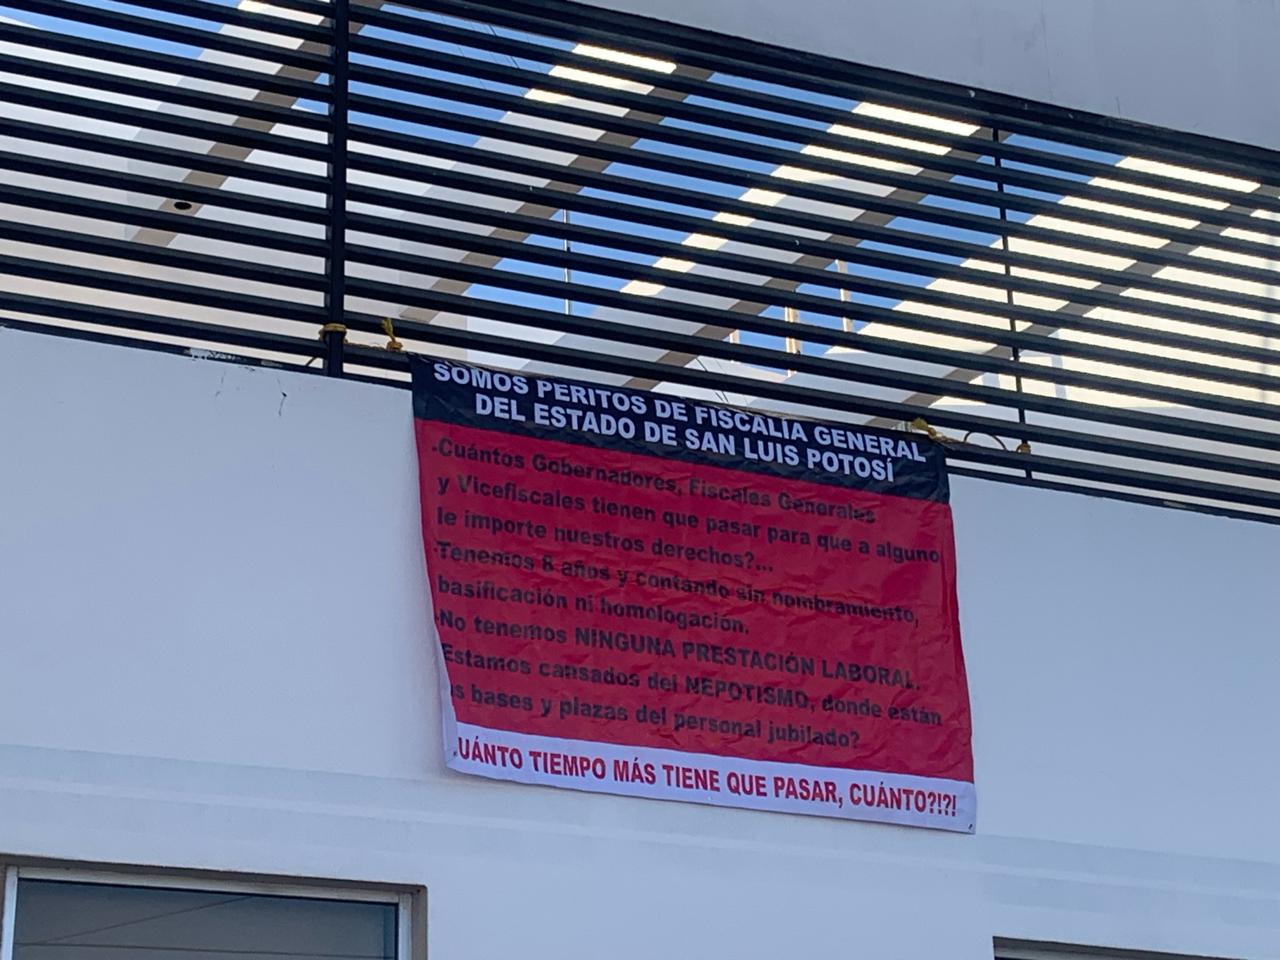 SOMOS PERITOS DE FISCALÍA GENERAL
DEL ESTADO DE SAN LUIS POTOSÍ
-Cuántos Gobernadores, Fiscales Generales
y Vicefiscales tienen que pasar para que a alguno
le importe nuestros derechos?...
-Tenemos 8 años y contando sin nombramiento,
basificación ni homologación.
-No tenemos NINGUNA PRESTACIÓN LABORAL.
Estamos cansados del NEPOTISMO, donde están
as bases y plazas del personal jubilado?
UÁNTO TIEMPO MÁS TIENE QUE PASAR, CUÁNTO?!?!